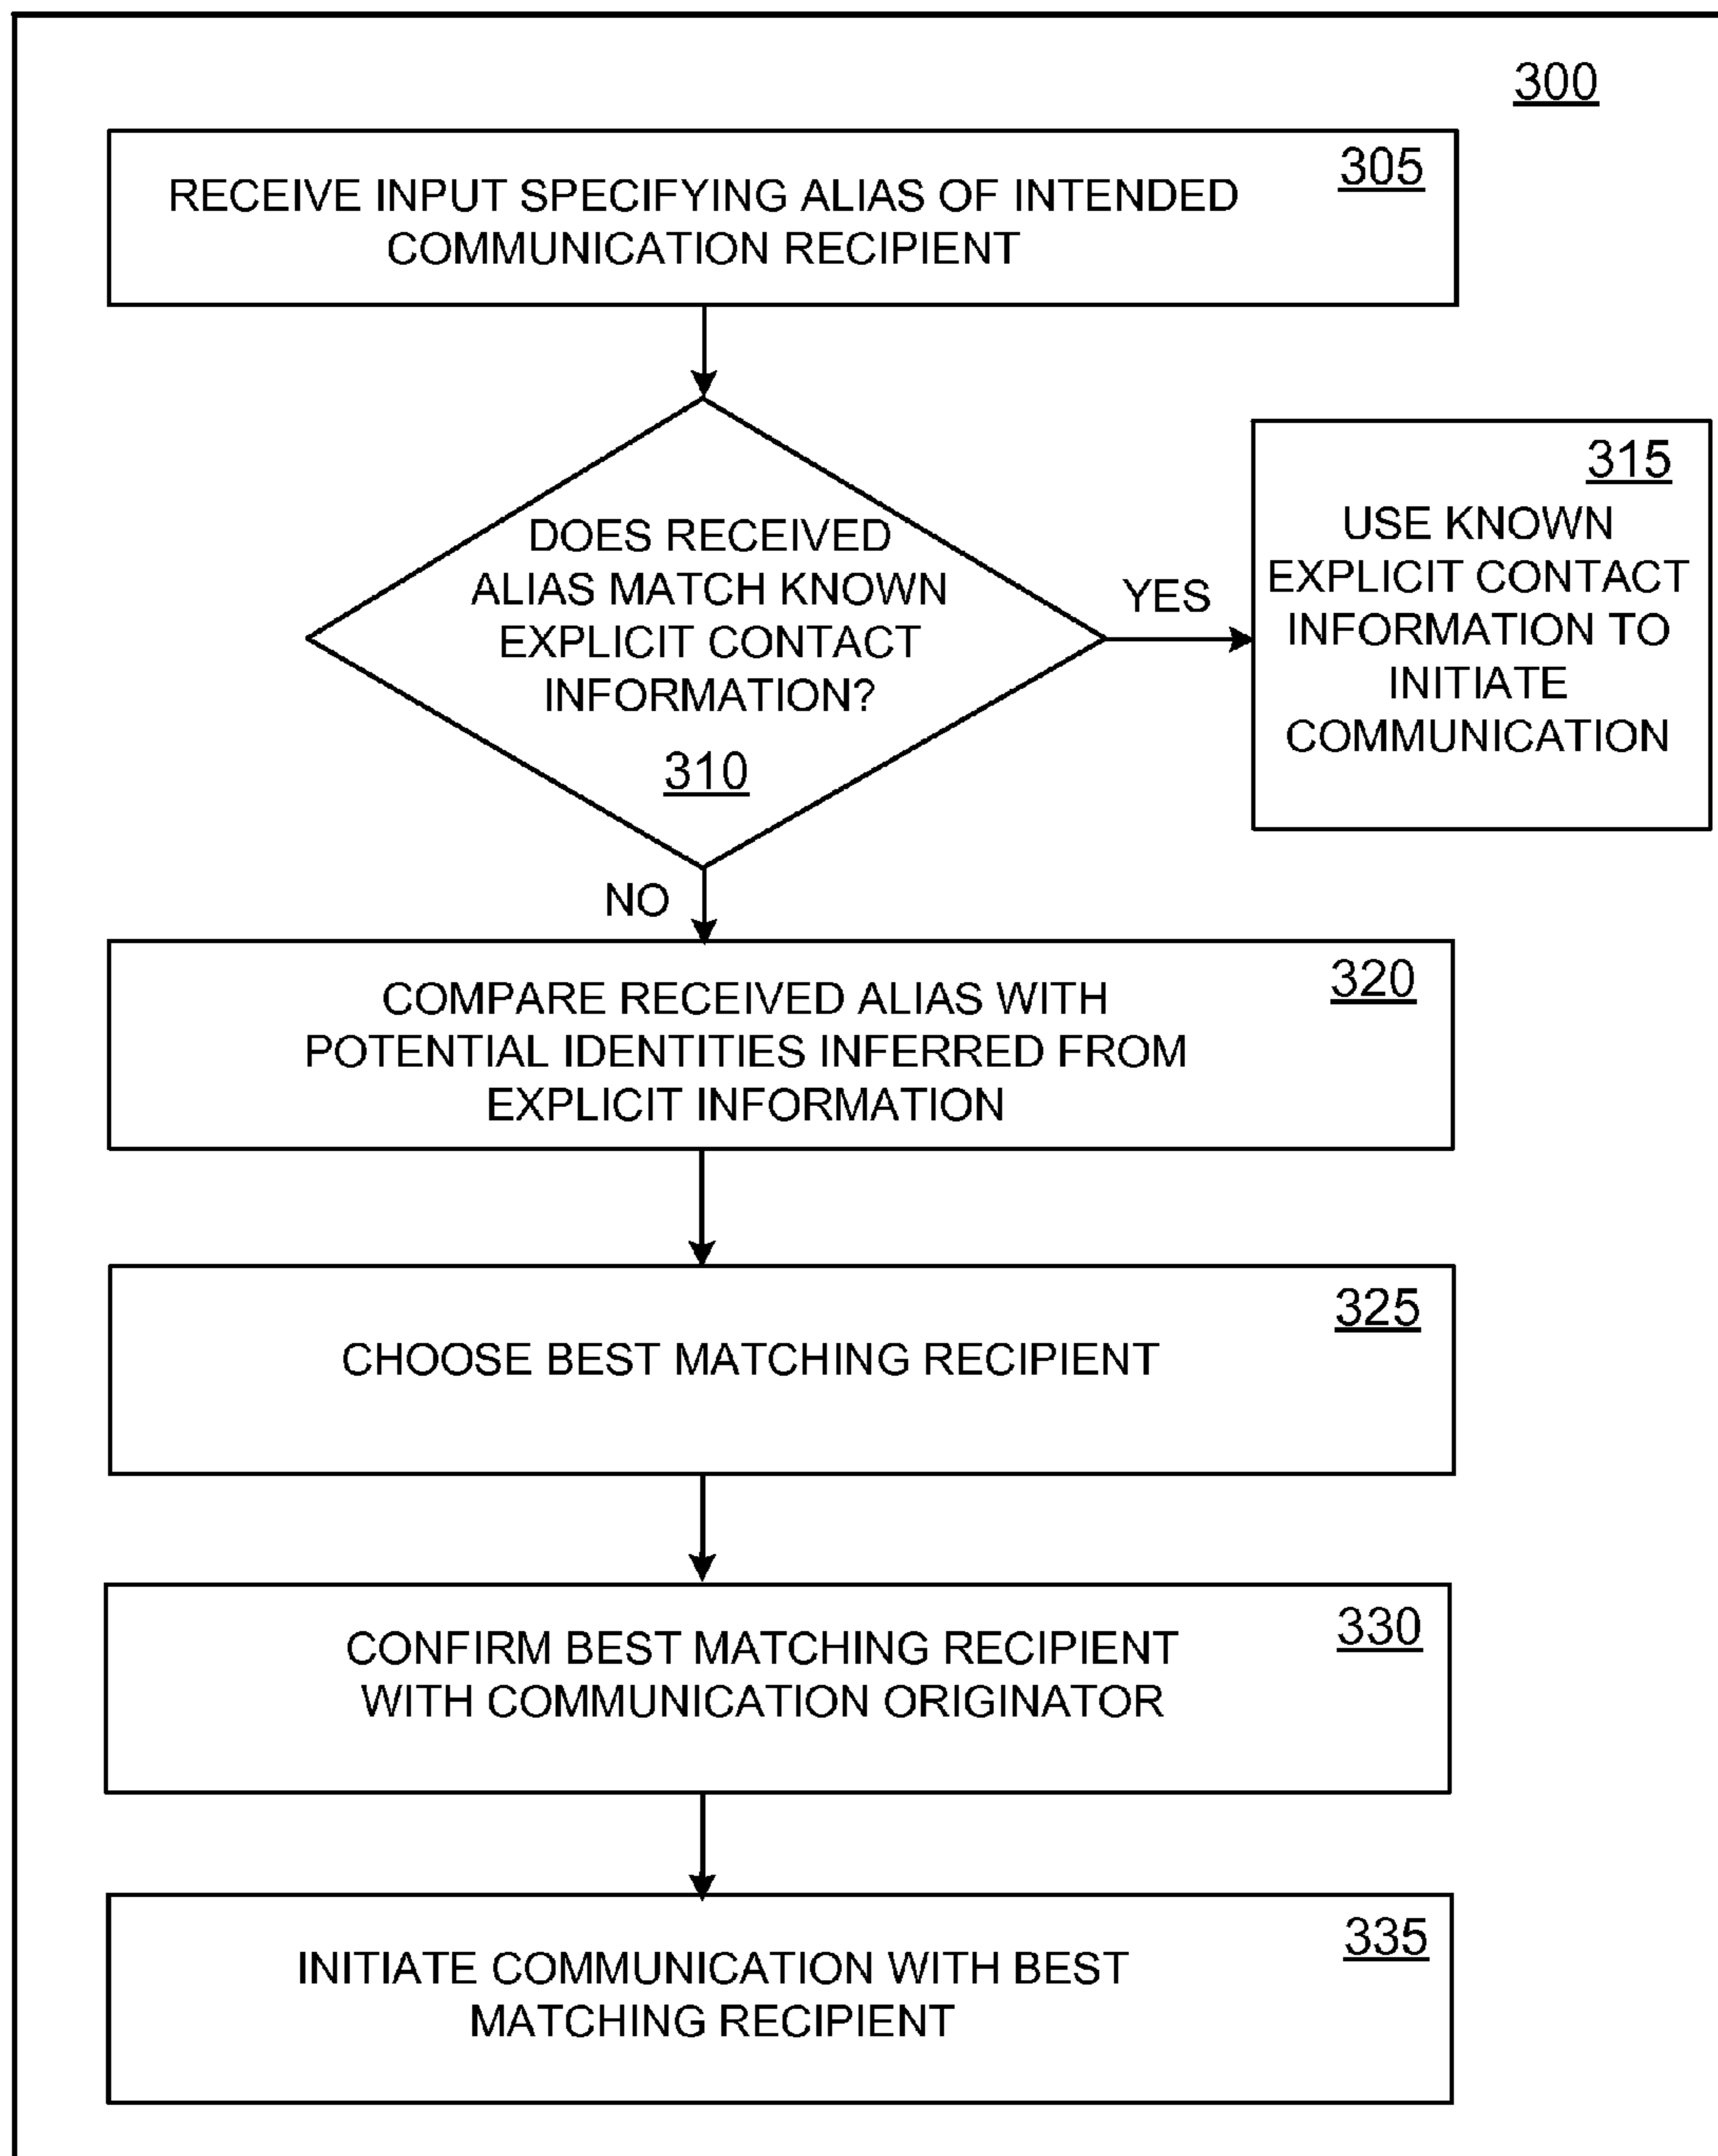 300
305
RECEIVE INPUT SPECIFYING ALIAS OF INTENDED
COMMUNICATION RECIPIENT
DOES RECEIVED
ALIAS MATCH KNOWN
EXPLICIT CONTACT
INFORMATION?
310
YES
315
USE KNOWN
EXPLICIT CONTACT
INFORMATION TO
INITIATE
COMMUNICATION
NO
320
COMPARE RECEIVED ALIAS WITH
POTENTIAL IDENTITIES INFERRED FROM
EXPLICIT INFORMATION
325
CHOOSE BEST MATCHING RECIPIENT
330
CONFIRM BEST MATCHING RECIPIENT
WITH COMMUNICATION ORIGINATOR
335
INITIATE COMMUNICATION WITH BEST
MATCHING RECIPIENT